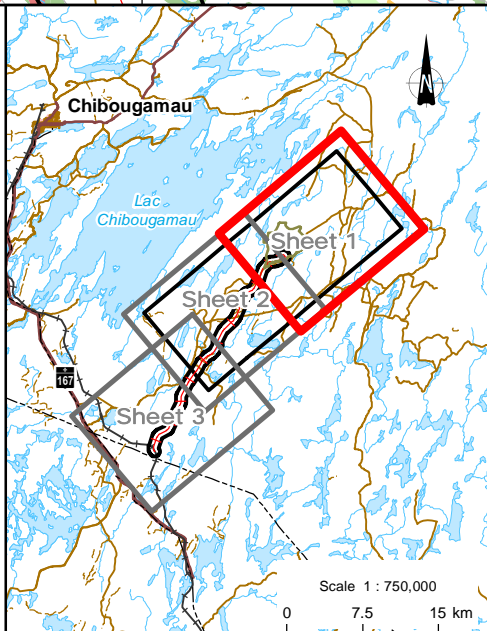 Chibougamau
N
Lac
Chibougamau
Sheet 1
Sheet 2
167
Sheet 3
Scale 1 : 750,000
0 7.5 15 km